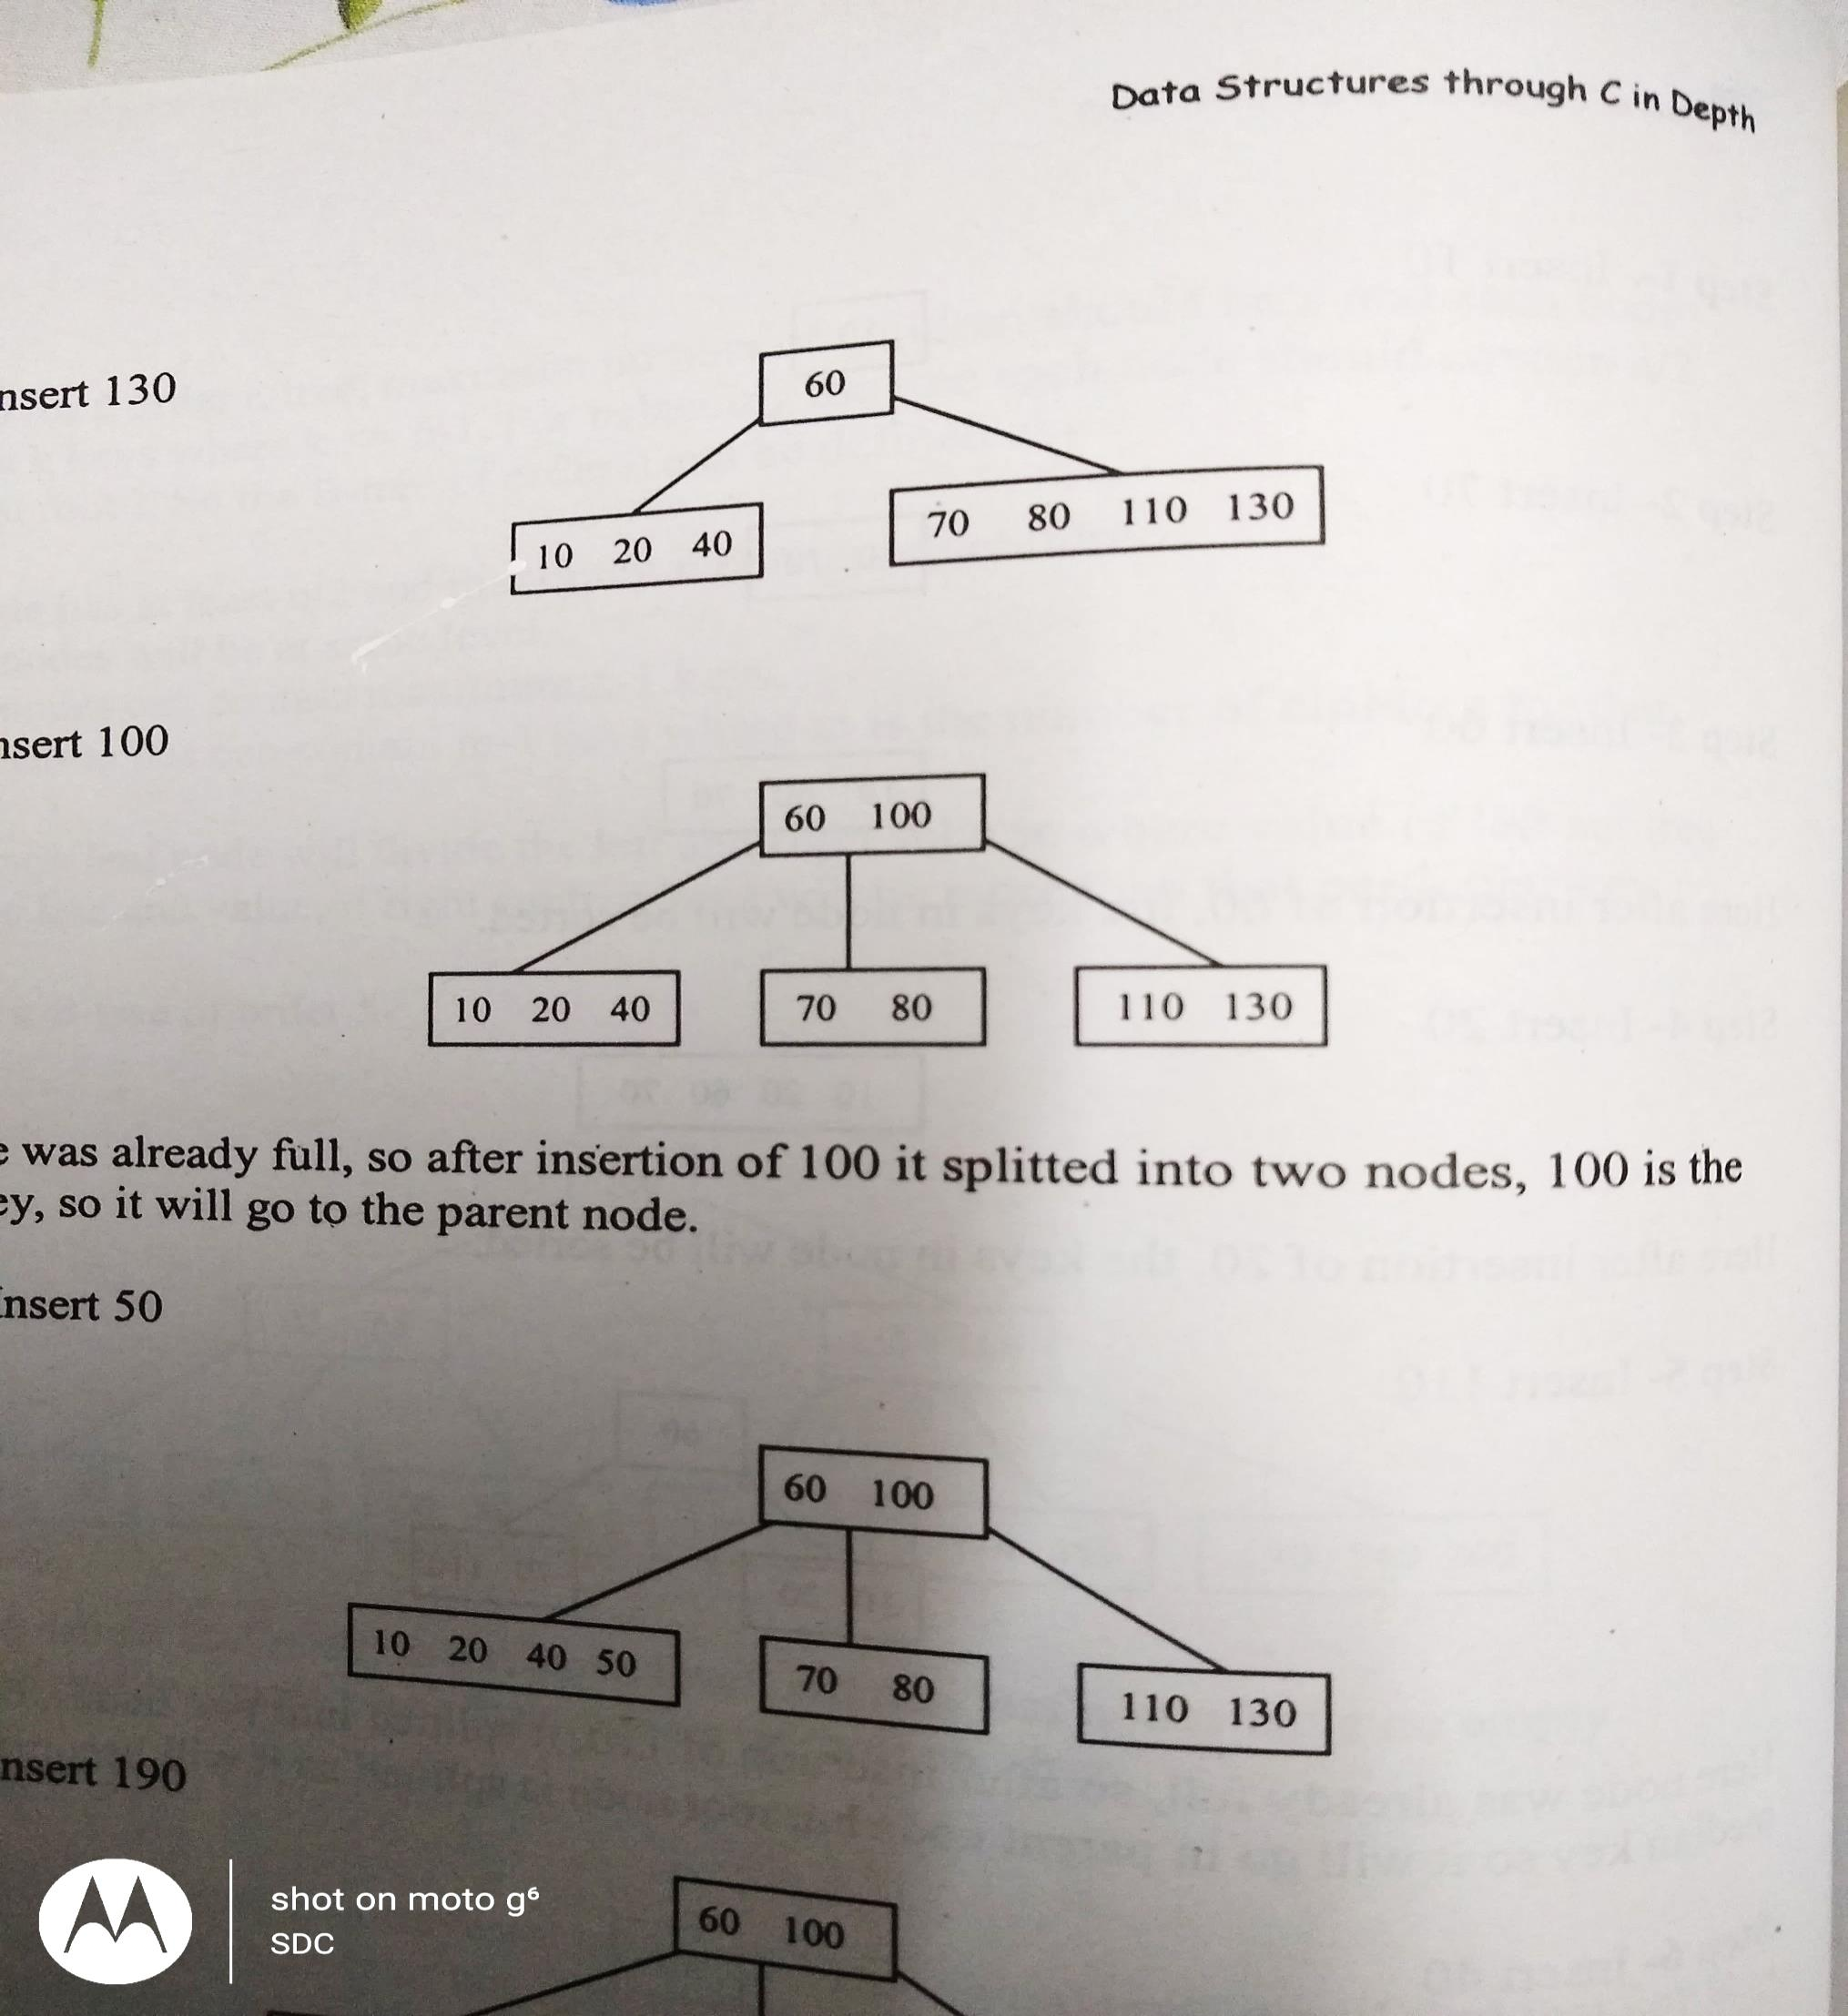 Data Structures through C in Depth
nsert 130
60
10 20 40
70 80 110 130
nsert 100
60 100
10 20 40
70 80
110 130
e was already full, so after insertion of 100 it splitted into two nodes, 100 is the
ey, so it will go to the parent node.
Insert 50
60 100
10 20 40 50
70 80
110 130
nsert 190
60 100
shot on moto g⁶
SDC